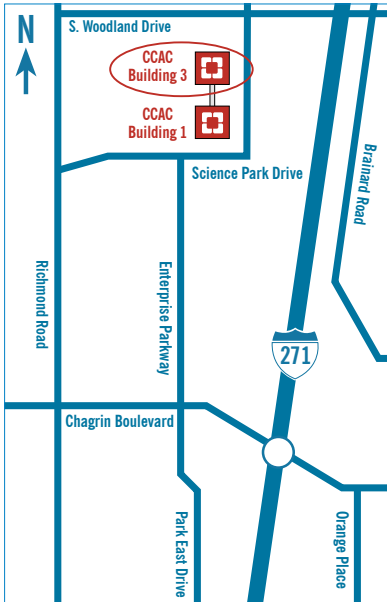 N
S. Woodland Drive
CCAC
Building 3
CCAC
Building 1
Science Park Drive
Brainard Road
Richmond Road
Enterprise Parkway
271
Chagrin Boulevard
Park East Drive
Orange Place